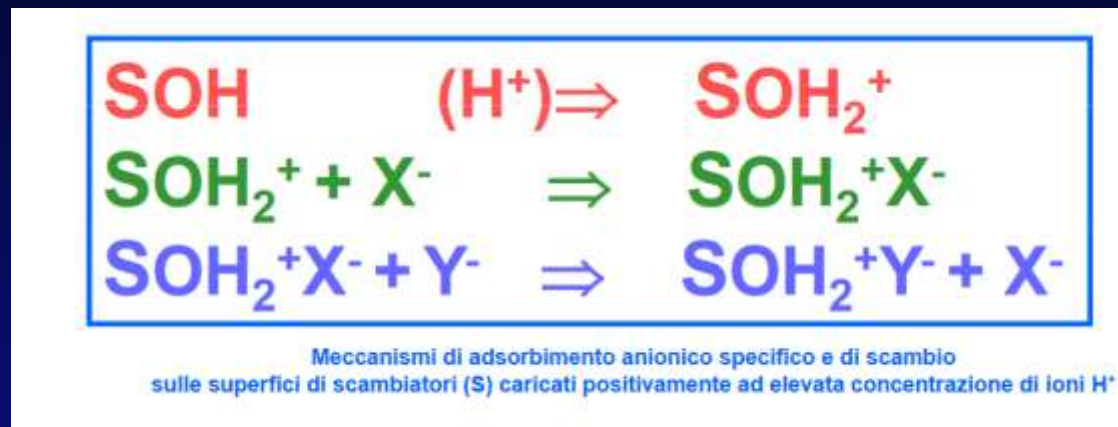 SOH (H⁺)⇒ SOH₂⁺
SOH₂⁺ + X⁻ ⇒ SOH₂⁺X⁻
SOH₂⁺X⁻ + Y⁻ ⇒ SOH₂⁺Y⁻ + X⁻
Meccanismi di adsorbimento anionico specifico e di scambio
sulle superfici di scambiatori (S) caricati positivamente ad elevata concentrazione di ioni H⁺